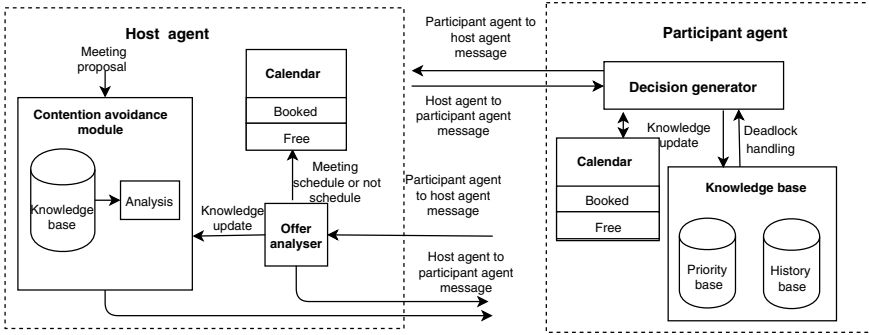 Host agent
Meeting
proposal
Contention avoidance
module
Knowledge
base
Analysis
Calendar
Booked
Free
Meeting
schedule or not
schedule
Knowledge
update
Offer
analyser
Participant agent to
host agent
message
Host agent to
participant agent
message
Participant agent
to host agent
message
Host agent to
participant agent
message
Participant agent
Decision generator
Knowledge
update
Deadlock
handling
Calendar
Booked
Free
Knowledge base
Priority
base
History
base